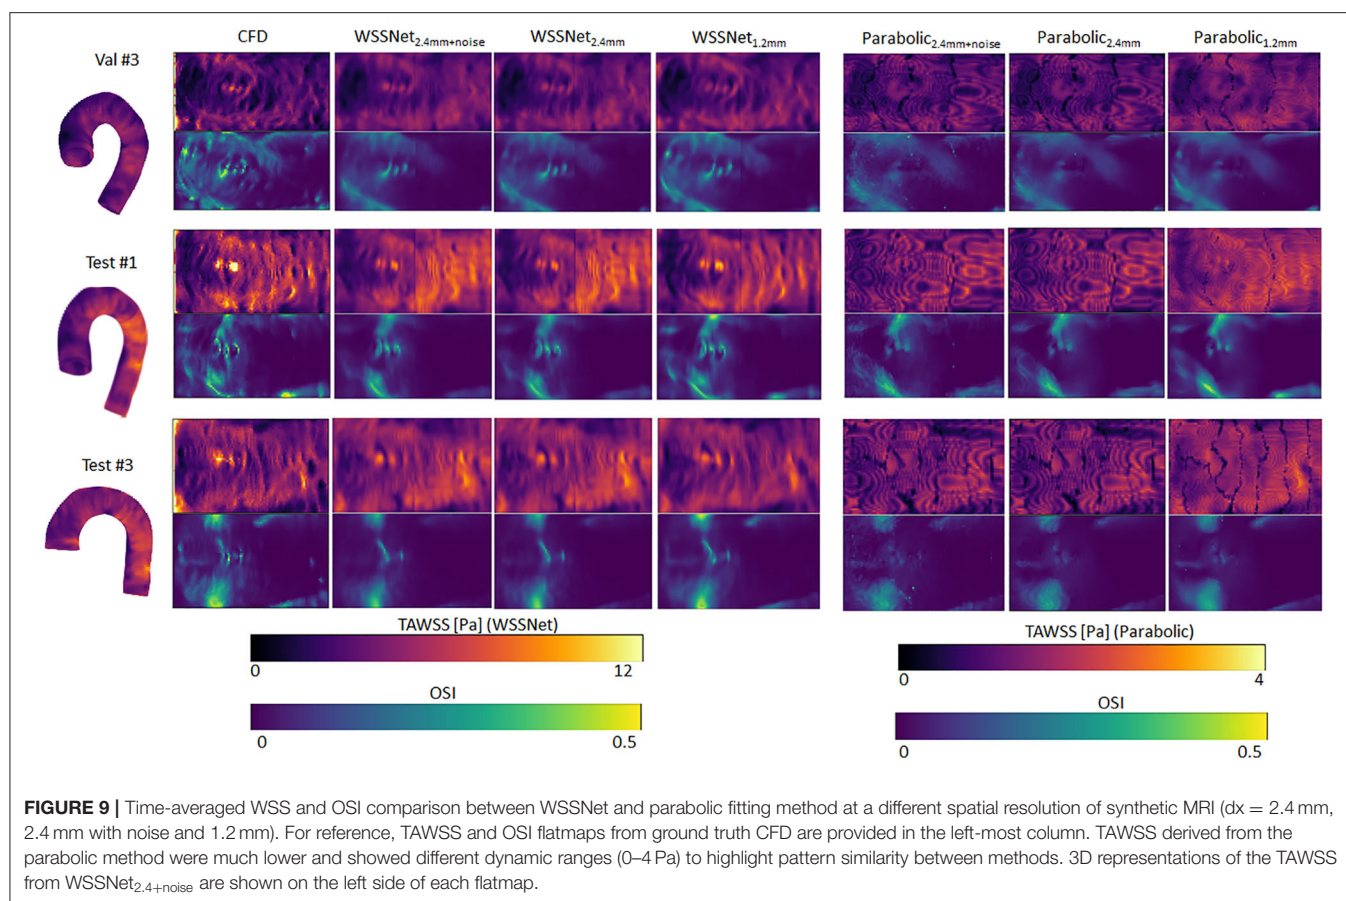 CFD
WSSNet2.4mm+noise
WSSNet2.4mm
WSSNet1.2mm
Parabolic2.4mm+noise
Parabolic2.4mm
Parabolic1.2mm
Val #3
Test #1
Test #3
TAWSS [Pa] (WSSNet)
0 12
OSI
0 0.5
TAWSS [Pa] (Parabolic)
0 4
OSI
0 0.5
FIGURE 9 | Time-averaged WSS and OSI comparison between WSSNet and parabolic fitting method at a different spatial resolution of synthetic MRI (dx = 2.4 mm,
2.4 mm with noise and 1.2 mm). For reference, TAWSS and OSI flatmaps from ground truth CFD are provided in the left-most column. TAWSS derived from the
parabolic method were much lower and showed different dynamic ranges (0–4 Pa) to highlight pattern similarity between methods. 3D representations of the TAWSS
from WSSNet2.4+noise are shown on the left side of each flatmap.